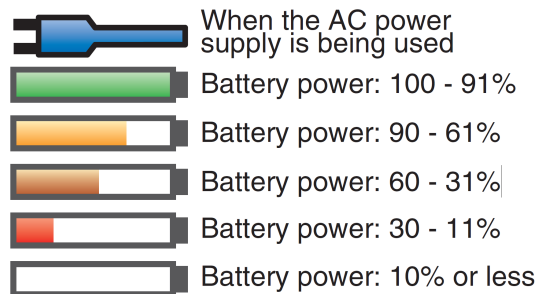 When the AC power
supply is being used
Battery power: 100 - 91%
Battery power: 90 - 61%
Battery power: 60 - 31%
Battery power: 30 - 11%
Battery power: 10% or less